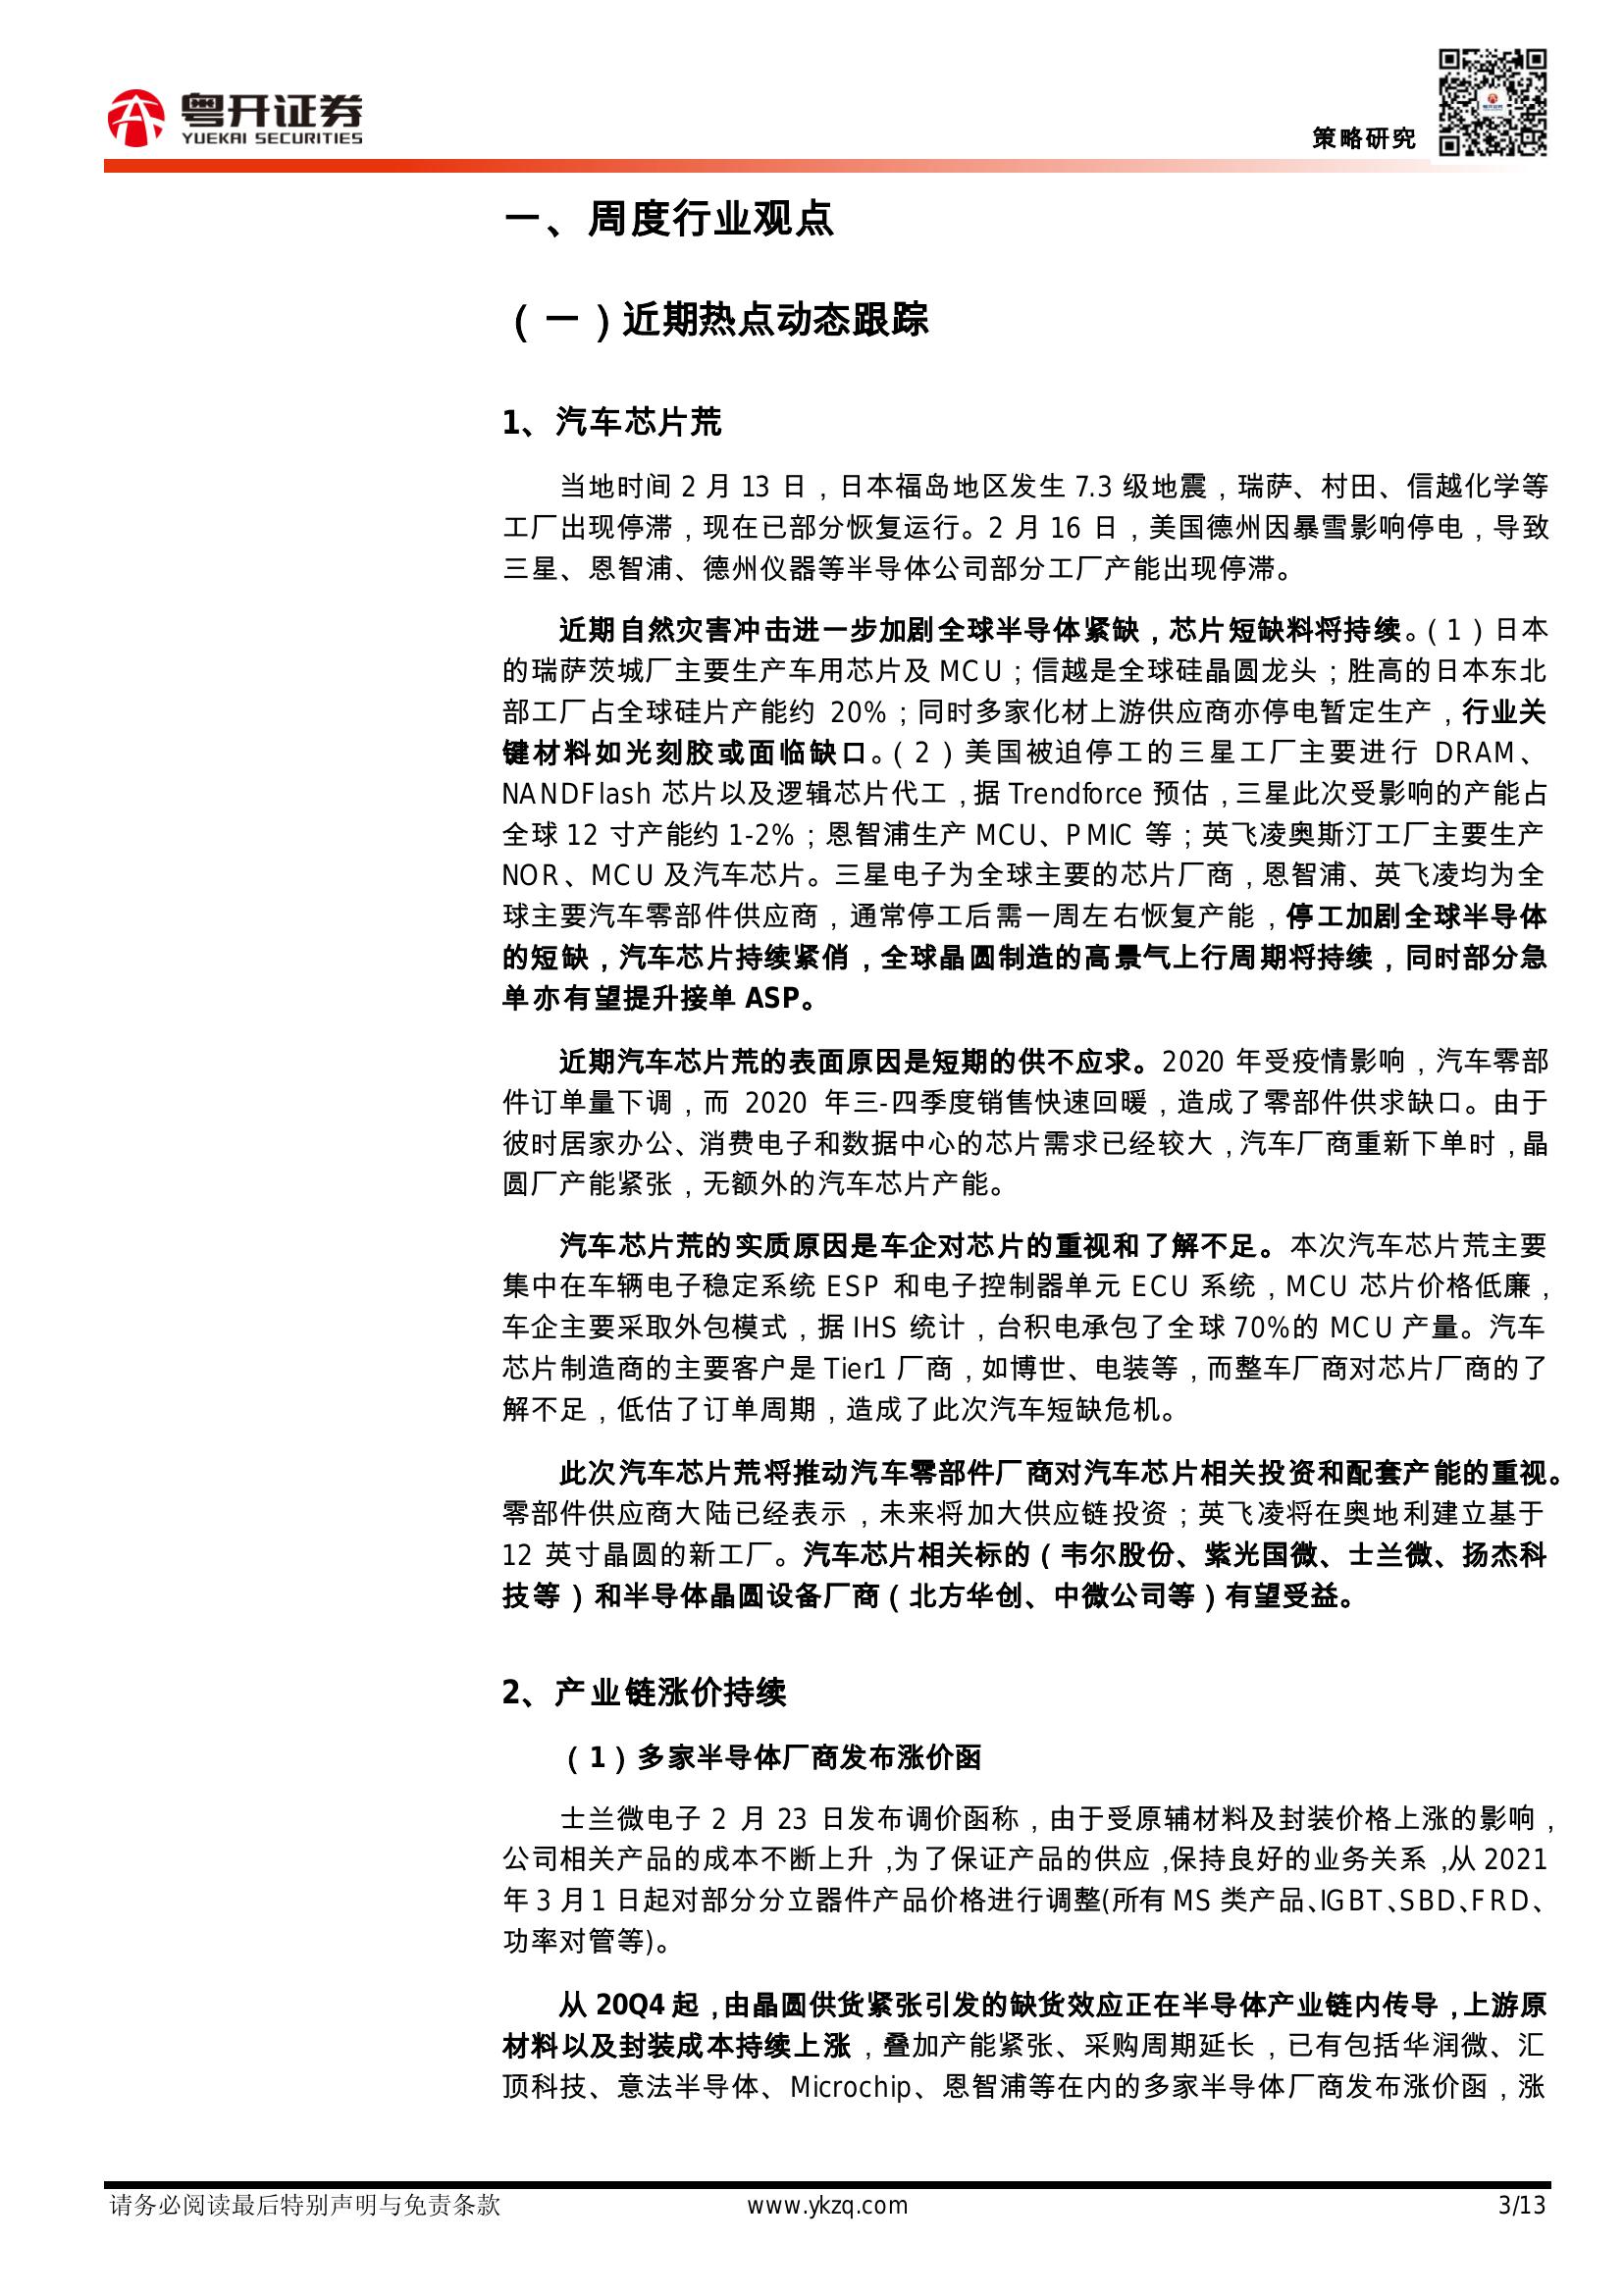 粤开证券
YUEKAI SECURITIES
策略研究
一、周度行业观点
（一）近期热点动态跟踪
1、汽车芯片荒
当地时间 2 月 13 日，日本福岛地区发生 7.3 级地震，瑞萨、村田、信越化学等
工厂出现停滞，现在已部分恢复运行。2 月 16 日，美国德州因暴雪影响停电，导致
三星、恩智浦、德州仪器等半导体公司部分工厂产能出现停滞。
近期自然灾害冲击进一步加剧全球半导体紧缺，芯片短缺料将持续。（1）日本
的瑞萨茨城厂主要生产车用芯片及 MCU；信越是全球硅晶圆龙头；胜高的日本东北
部工厂占全球硅片产能约 20%；同时多家化材上游供应商亦停电暂定生产，行业关
键材料如光刻胶或面临缺口。（2）美国被迫停工的三星工厂主要进行 DRAM、
NANDFlash 芯片以及逻辑芯片代工，据 Trendforce 预估，三星此次受影响的产能占
全球 12 寸产能约 1-2%；恩智浦生产 MCU、PMIC 等；英飞凌奥斯汀工厂主要生产
NOR、MCU 及汽车芯片。三星电子为全球主要的芯片厂商，恩智浦、英飞凌均为全
球主要汽车零部件供应商，通常停工后需一周左右恢复产能，停工加剧全球半导体
的短缺，汽车芯片持续紧俏，全球晶圆制造的高景气上行周期将持续，同时部分急
单亦有望提升接单 ASP。
近期汽车芯片荒的表面原因是短期的供不应求。2020 年受疫情影响，汽车零部
件订单量下调，而 2020 年三-四季度销售快速回暖，造成了零部件供求缺口。由于
彼时居家办公、消费电子和数据中心的芯片需求已经较大，汽车厂商重新下单时，晶
圆厂产能紧张，无额外的汽车芯片产能。
汽车芯片荒的实质原因是车企对芯片的重视和了解不足。本次汽车芯片荒主要
集中在车辆电子稳定系统 ESP 和电子控制器单元 ECU 系统，MCU 芯片价格低廉，
车企主要采取外包模式，据 IHS 统计，台积电承包了全球 70%的 MCU 产量。汽车
芯片制造商的主要客户是 Tier1 厂商，如博世、电装等，而整车厂商对芯片厂商的了
解不足，低估了订单周期，造成了此次汽车短缺危机。
此次汽车芯片荒将推动汽车零部件厂商对汽车芯片相关投资和配套产能的重视。
零部件供应商大陆已经表示，未来将加大供应链投资；英飞凌将在奥地利建立基于
12 英寸晶圆的新工厂。汽车芯片相关标的（韦尔股份、紫光国微、士兰微、扬杰科
技等）和半导体晶圆设备厂商（北方华创、中微公司等）有望受益。
2、产业链涨价持续
（1）多家半导体厂商发布涨价函
士兰微电子 2 月 23 日发布调价函称，由于受原辅材料及封装价格上涨的影响，
公司相关产品的成本不断上升，为了保证产品的供应，保持良好的业务关系，从 2021
年 3 月 1 日起对部分分立器件产品价格进行调整(所有 MS 类产品、IGBT、SBD、FRD、
功率对管等)。
从 20Q4 起，由晶圆供货紧张引发的缺货效应正在半导体产业链内传导，上游原
材料以及封装成本持续上涨，叠加产能紧张、采购周期延长，已有包括华润微、汇
顶科技、意法半导体、Microchip、恩智浦等在内的多家半导体厂商发布涨价函，涨
请务必阅读最后特别声明与免责条款
www.ykzq.com
3/13